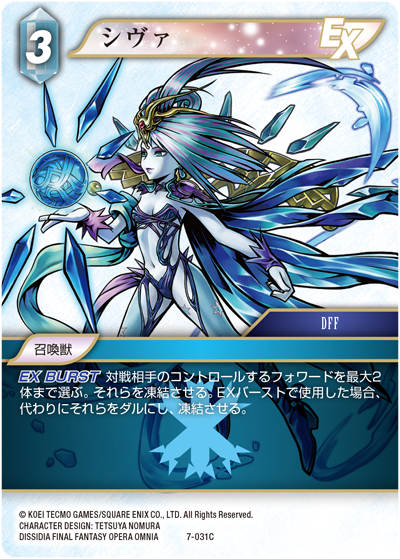 3
シヴァ
EX
DFF
召喚獣
EX BURST 対戦相手のコントロールするフォワードを最大2
体まで選ぶ。それらを凍結させる。EXバーストで使用した場合、
代わりにそれらをダルにし、凍結させる。
© KOEI TECMO GAMES/SQUARE ENIX CO., LTD. All Rights Reserved.
CHARACTER DESIGN: TETSUYA NOMURA
DISSIDIA FINAL FANTASY OPERA OMNIA 7-031C